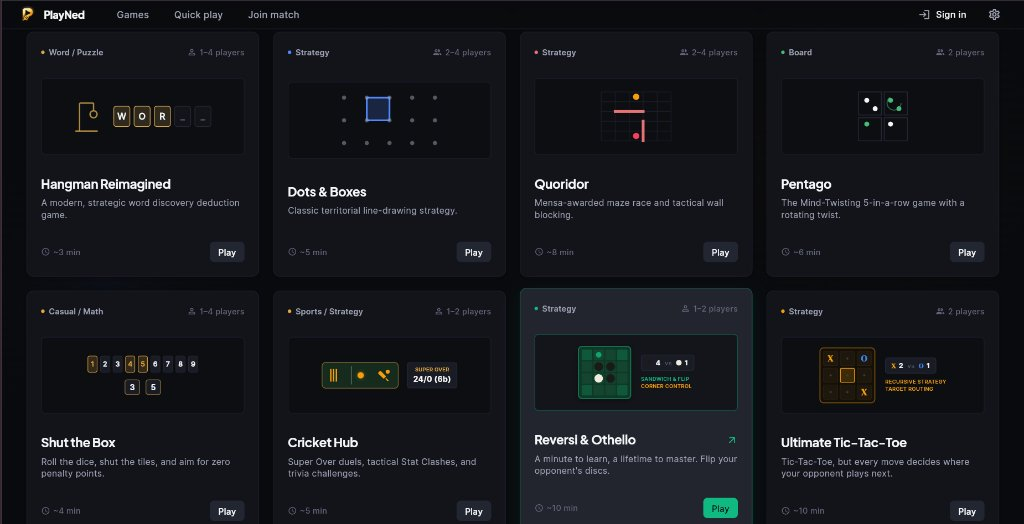 PlayNed
Games
Quick play
Join match
Sign in
Word / Puzzle
1–4 players
W O R _ _
Hangman Reimagined
A modern, strategic word discovery deduction
game.
~3 min
Play
Strategy
2–4 players
Dots & Boxes
Classic territorial line-drawing strategy.
~5 min
Play
Strategy
2–4 players
Quoridor
Mensa-awarded maze race and tactical wall
blocking.
~8 min
Play
Board
2 players
Pentago
The Mind-Twisting 5-in-a-row game with a
rotating twist.
~6 min
Play
Casual / Math
1–4 players
1 2 3 4 5 6 7 8 9
3 5
Shut the Box
Roll the dice, shut the tiles, and aim for zero
penalty points.
~4 min
Play
Sports / Strategy
1–2 players
SUPER OVER
24/0 (6b)
Cricket Hub
Super Over duels, tactical Stat Clashes, and
trivia challenges.
~5 min
Play
Strategy
1–2 players
4 vs 1
SANDWICH & FLIP
CORNER CONTROL
Reversi & Othello
A minute to learn, a lifetime to master. Flip your
opponent's discs.
~10 min
Play
Strategy
2 players
X O
X
X 2 vs O 1
RECURSIVE STRATEGY
TARGET ROUTING
Ultimate Tic-Tac-Toe
Tic-Tac-Toe, but every move decides where
your opponent plays next.
~10 min
Play